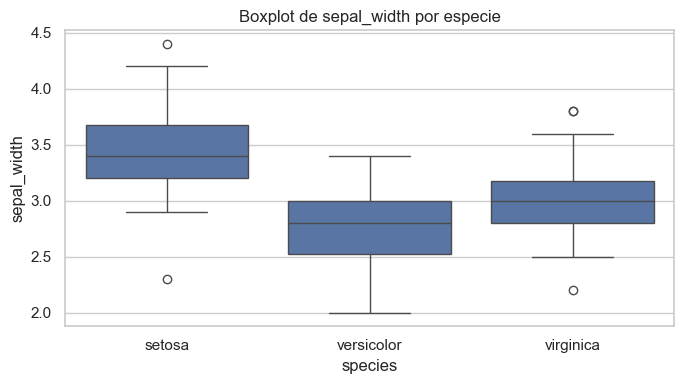 Boxplot de sepal_width por especie
sepal_width
4.5
4.0
3.5
3.0
2.5
2.0
setosa
versicolor
virginica
species